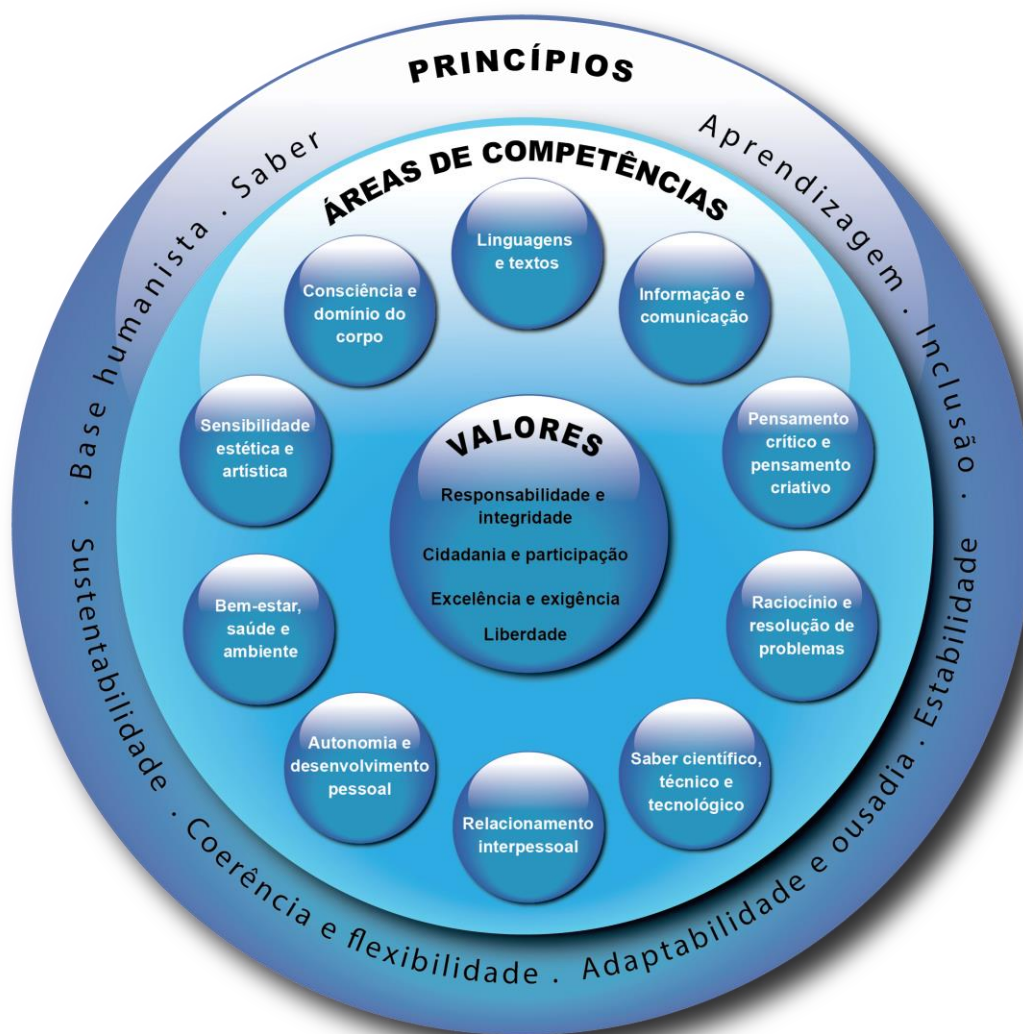 PRINCÍPIOS
Base humanista . Saber
Aprendizagem . Inclusão .
Sustentabilidade . Coerência e flexibilidade . Adaptabilidade e ousadia . Estabilidade .
ÁREAS DE COMPETÊNCIAS
Linguagens
e textos
Informação e
comunicação
Pensamento
crítico e
pensamento
criativo
Raciocínio e
resolução de
problemas
Saber científico,
técnico e
tecnológico
Relacionamento
interpessoal
Autonomia e
desenvolvimento
pessoal
Bem-estar,
saúde e
ambiente
Sensibilidade
estética e
artística
Consciência e
domínio do
corpo
VALORES
Responsabilidade e
integridade
Cidadania e participação
Excelência e exigência
Liberdade